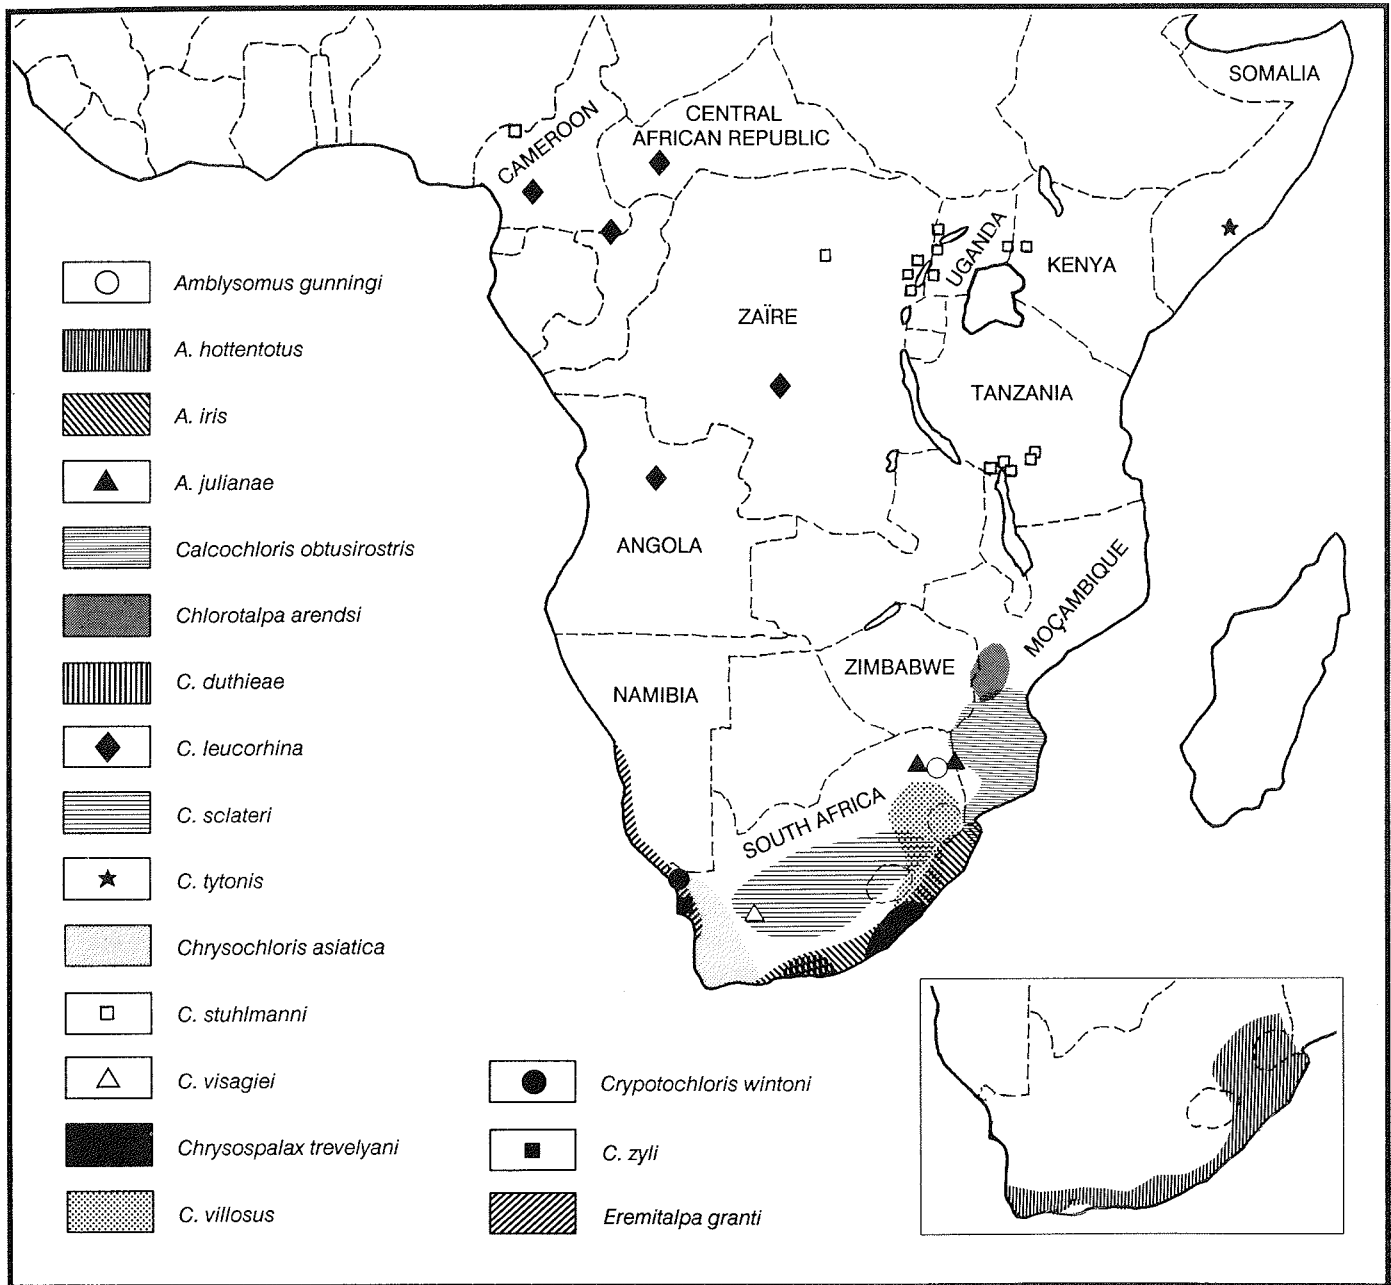 SOMALIA
CENTRAL
AFRICAN REPUBLIC
CAMEROON
UGANDA
KENYA
ZAÏRE
TANZANIA
ANGOLA
MOÇAMBIQUE
ZIMBABWE
NAMIBIA
SOUTH AFRICA
Amblysomus gunningi
A. hottentotus
A. iris
A. julianae
Calcochloris obtusirostris
Chlorotalpa arendsi
C. duthieae
C. leucorhina
C. sclateri
C. tytonis
Chrysochloris asiatica
C. stuhlmanni
C. visagiei
Chrysospalax trevelyani
C. villosus
Crypotochloris wintoni
C. zyli
Eremitalpa granti